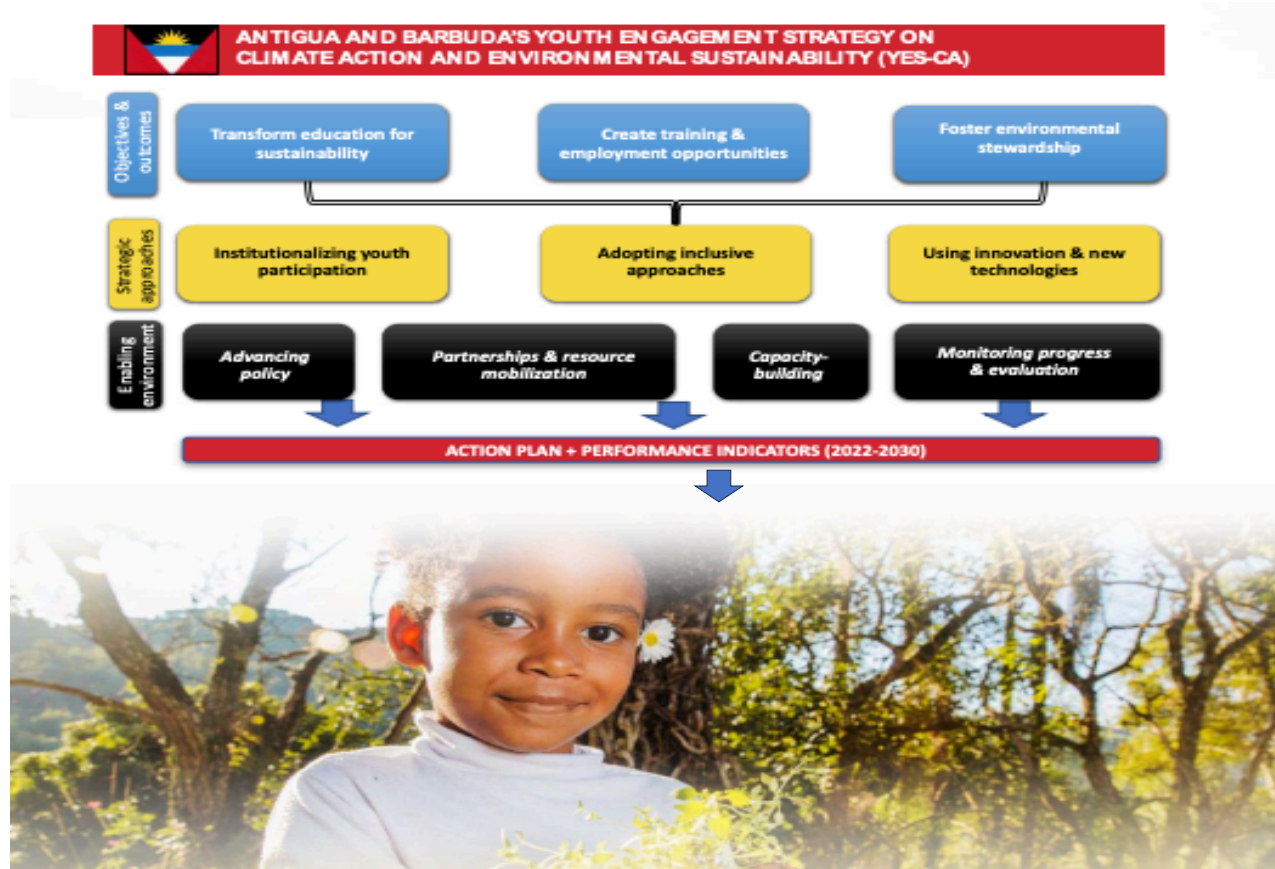 ANTIGUA AND BARBUDA'S YOUTH ENGAGEMENT STRATEGY ON
CLIMATE ACTION AND ENVIRONMENTAL SUSTAINABILITY (YES-CA)
Objectives &
outcomes
Transform education for
sustainability
Create training &
employment opportunities
Foster environmental
stewardship
Strategic
approaches
Institutionalizing youth
participation
Adopting inclusive
approaches
Using innovation & new
technologies
Enabling
environment
Advancing
policy
Partnerships & resource
mobilization
Capacity-
building
Monitoring progress
& evaluation
ACTION PLAN + PERFORMANCE INDICATORS (2022-2030)